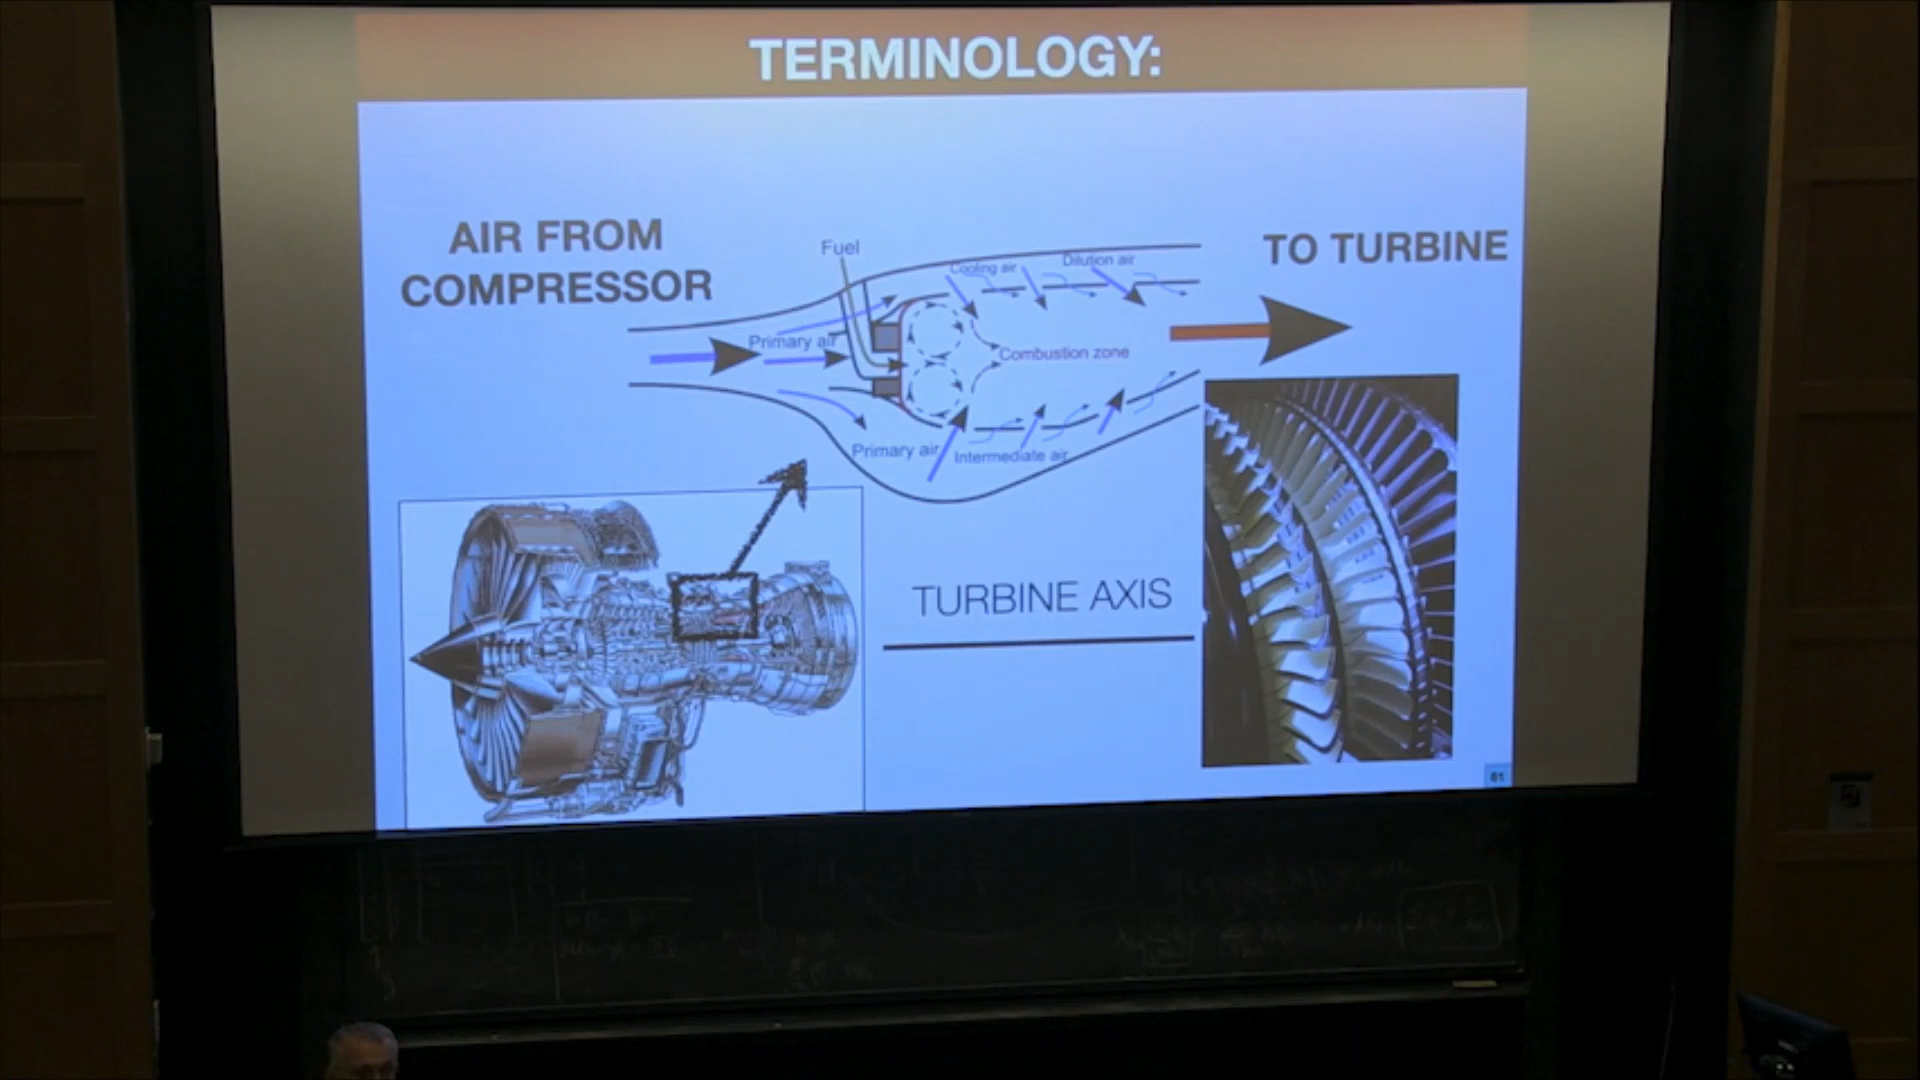 TERMINOLOGY:
AIR FROM
COMPRESSOR
Fuel
Cooling air
Dilution air
TO TURBINE
Primary air
Combustion zone
Primary air
Intermediate air
TURBINE AXIS
61